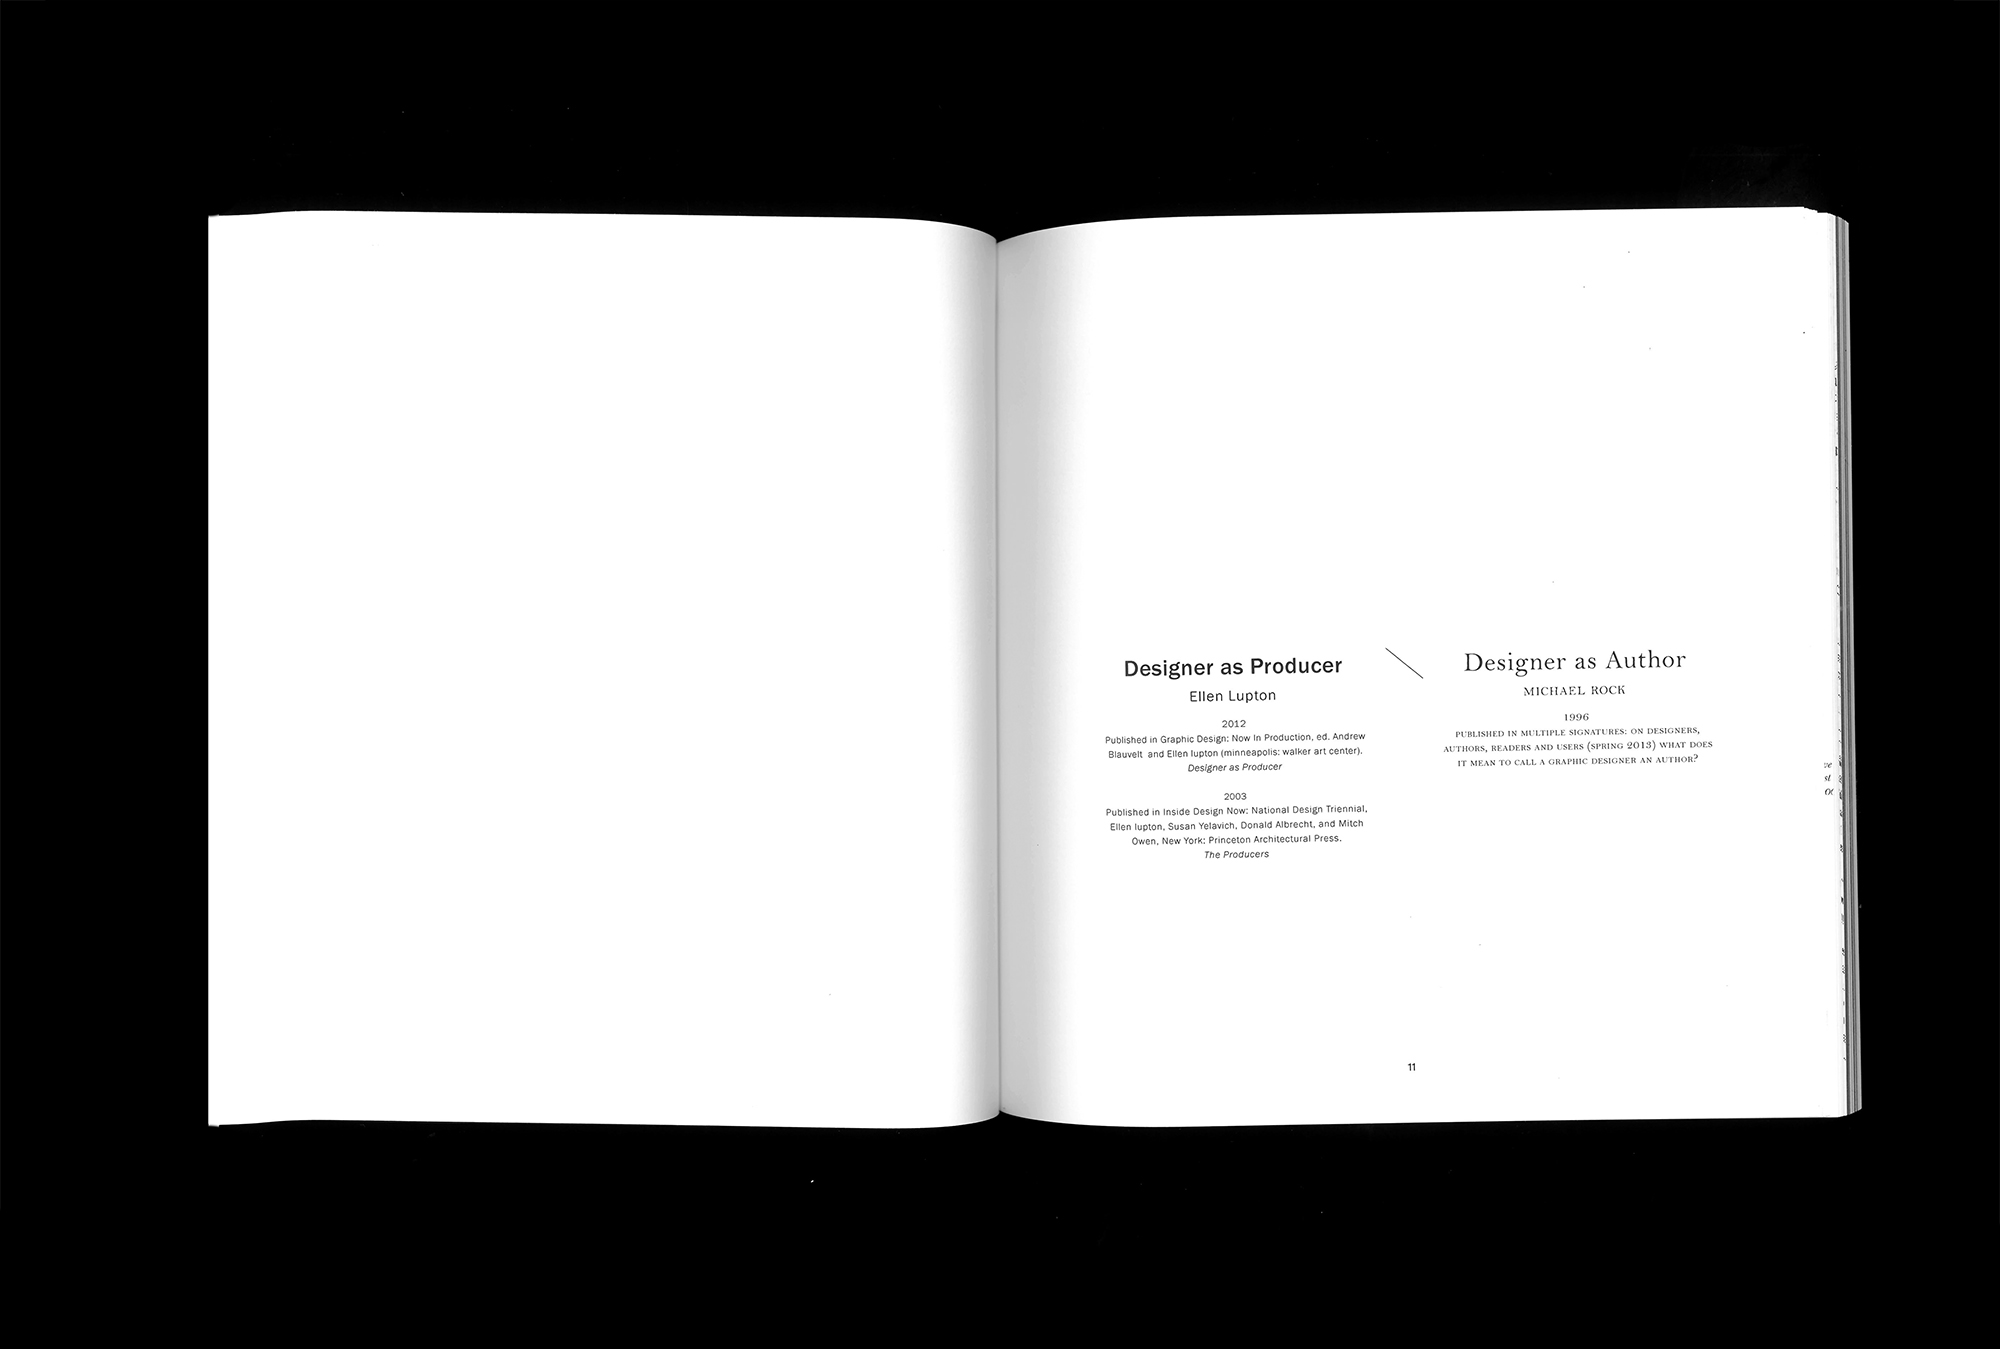 Designer as Producer
Ellen Lupton
2012
Published in Graphic Design: Now In Production, ed. Andrew
Blauvelt and Ellen lupton (minneapolis: walker art center).
Designer as Producer
2003
Published in Inside Design Now: National Design Triennial,
Ellen lupton, Susan Yelavich, Donald Albrecht, and Mitch
Owen, New York: Princeton Architectural Press.
The Producers
Designer as Author
MICHAEL ROCK
1996
PUBLISHED IN MULTIPLE SIGNATURES: ON DESIGNERS,
AUTHORS, READERS AND USERS (SPRING 2013) WHAT DOES
IT MEAN TO CALL A GRAPHIC DESIGNER AN AUTHOR?
11